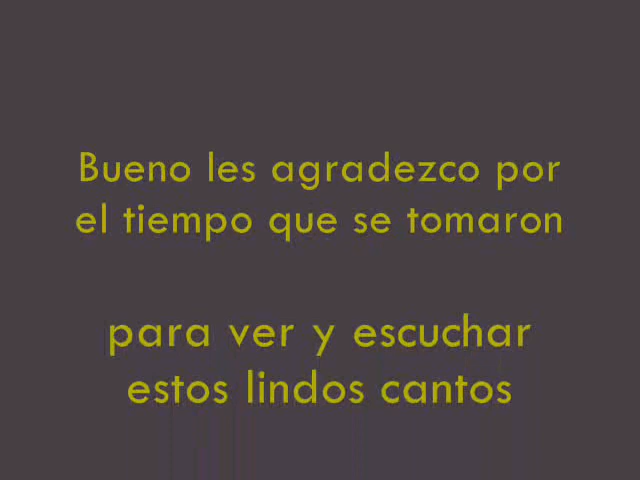 Bueno les agradezco por
el tiempo que se tomaron
para ver y escuchar
estos lindos cantos